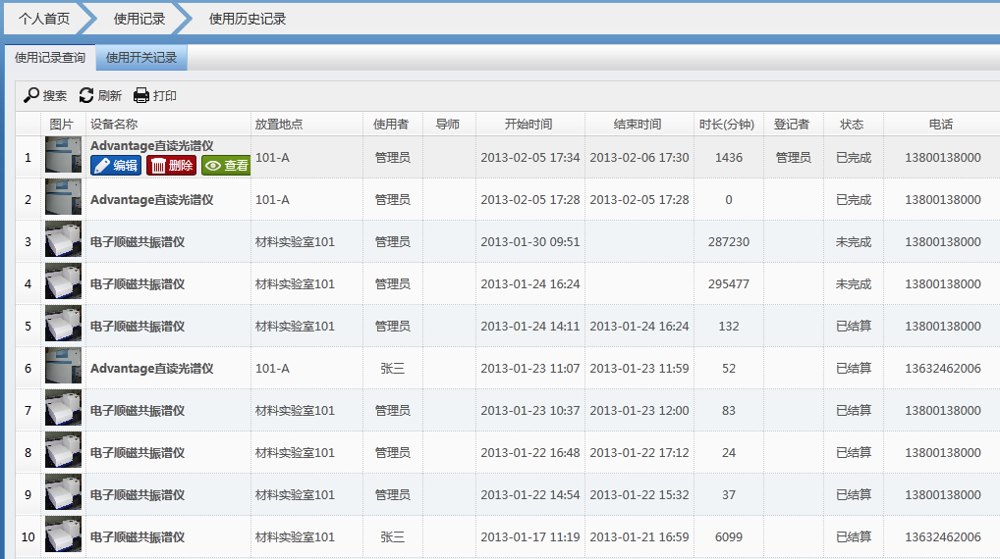 个人首页 使用记录 使用历史记录
使用记录查询 使用开关记录
搜索 刷新 打印
图片 设备名称 放置地点 使用者 导师 开始时间 结束时间 时长(分钟) 登记者 状态 电话
1 Advantage直读光谱仪 编辑 删除 查看 101-A 管理员 2013-02-05 17:34 2013-02-06 17:30 1436 管理员 已完成 13800138000
2 Advantage直读光谱仪 101-A 管理员 2013-02-05 17:28 2013-02-05 17:28 0 已完成 13800138000
3 电子顺磁共振谱仪 材料实验室101 管理员 2013-01-30 09:51 287230 未完成 13800138000
4 电子顺磁共振谱仪 材料实验室101 管理员 2013-01-24 16:24 295477 未完成 13800138000
5 电子顺磁共振谱仪 材料实验室101 管理员 2013-01-24 14:11 2013-01-24 16:24 132 已结算 13800138000
6 Advantage直读光谱仪 101-A 张三 2013-01-23 11:07 2013-01-23 11:59 52 已结算 13632462006
7 电子顺磁共振谱仪 材料实验室101 管理员 2013-01-23 10:37 2013-01-23 12:00 83 已结算 13800138000
8 电子顺磁共振谱仪 材料实验室101 管理员 2013-01-22 16:48 2013-01-22 17:12 24 已结算 13800138000
9 电子顺磁共振谱仪 材料实验室101 管理员 2013-01-22 14:54 2013-01-22 15:32 37 已结算 13800138000
10 电子顺磁共振谱仪 材料实验室101 张三 2013-01-17 11:19 2013-01-21 16:59 6099 已结算 13632462006